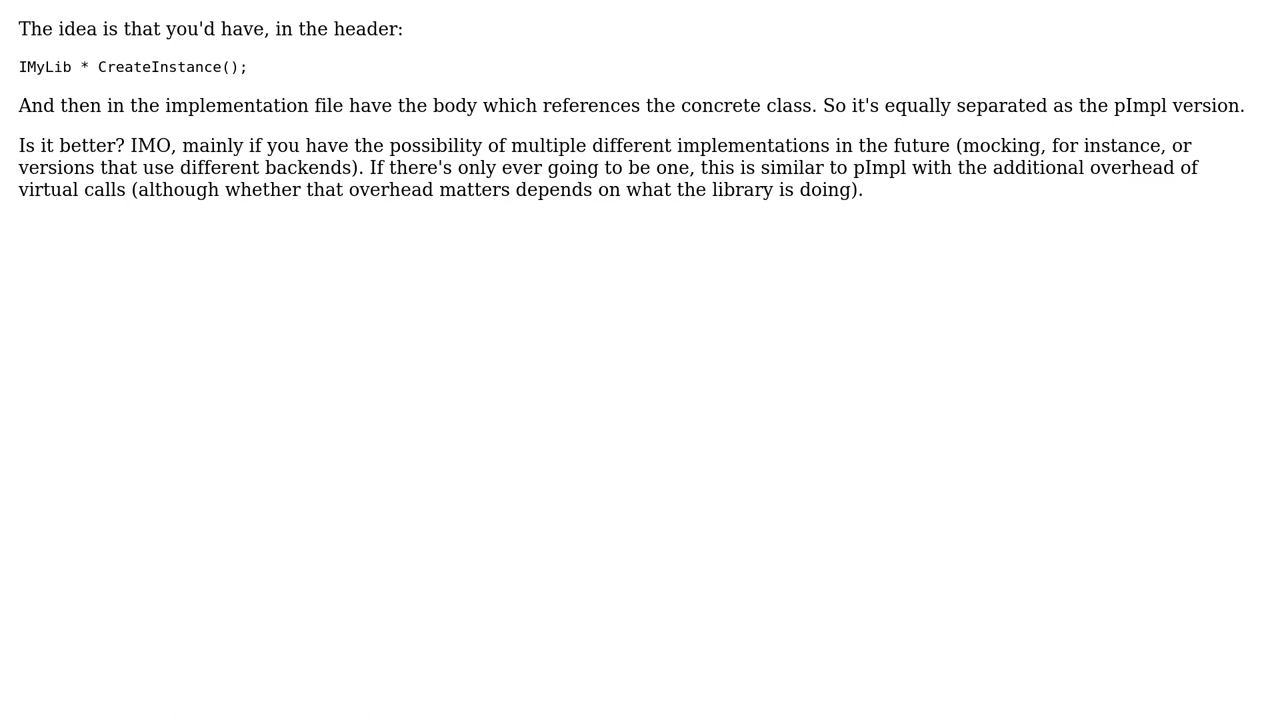 The idea is that you'd have, in the header:
IMyLib * CreateInstance();
And then in the implementation file have the body which references the concrete class. So it's equally separated as the pImpl version.
Is it better? IMO, mainly if you have the possibility of multiple different implementations in the future (mocking, for instance, or
versions that use different backends). If there's only ever going to be one, this is similar to pImpl with the additional overhead of
virtual calls (although whether that overhead matters depends on what the library is doing).